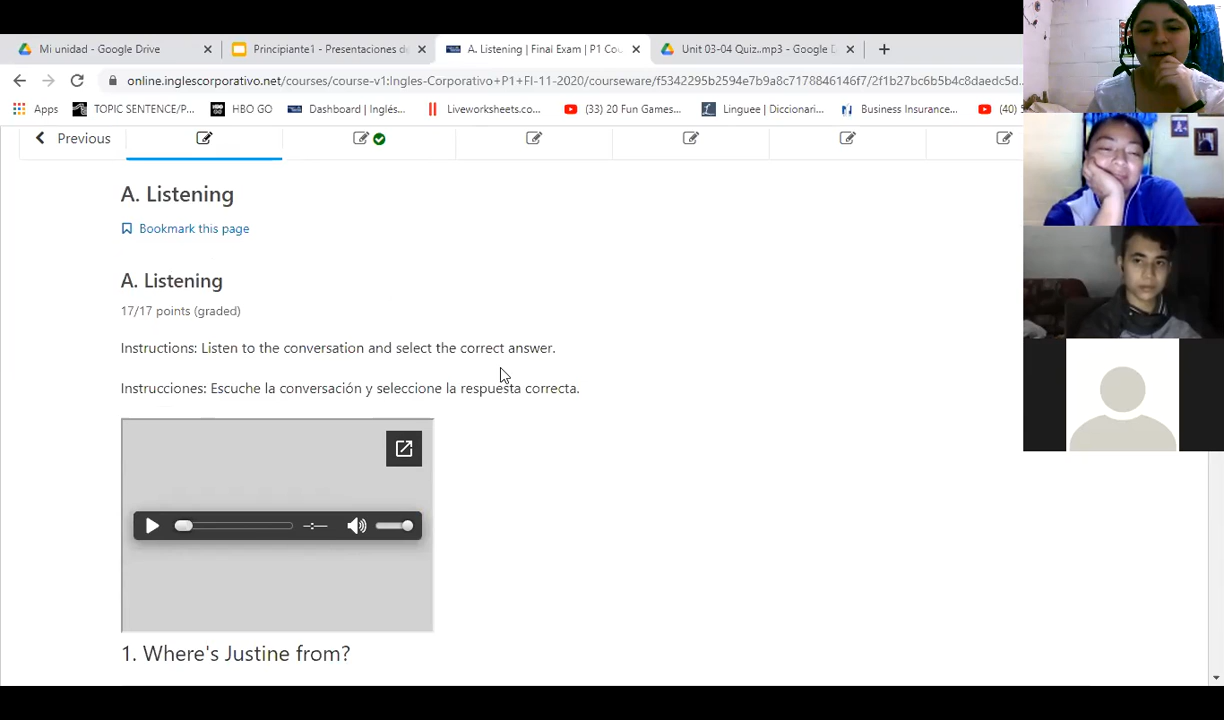 Mi unidad - Google Drive
Principiante1 - Presentaciones de
A. Listening | Final Exam | P1 Cou
Unit 03-04 Quiz..mp3 - Google D
online.inglescorporativo.net/courses/course-v1:Ingles-Corporativo+P1+FI-11-2020/courseware/f5342295b2594e7b9a8c7178846146f7/2f1b27bc6b5b4c8daedc5d...
Apps
TOPIC SENTENCE/P...
HBO GO
Dashboard | Inglés...
Liveworksheets.co...
(33) 20 Fun Games...
Linguee | Diccionari...
Business Insurance...
(40)
Previous
A. Listening
Bookmark this page
A. Listening
17/17 points (graded)
Instructions: Listen to the conversation and select the correct answer.
Instrucciones: Escuche la conversación y seleccione la respuesta correcta.
1. Where's Justine from?